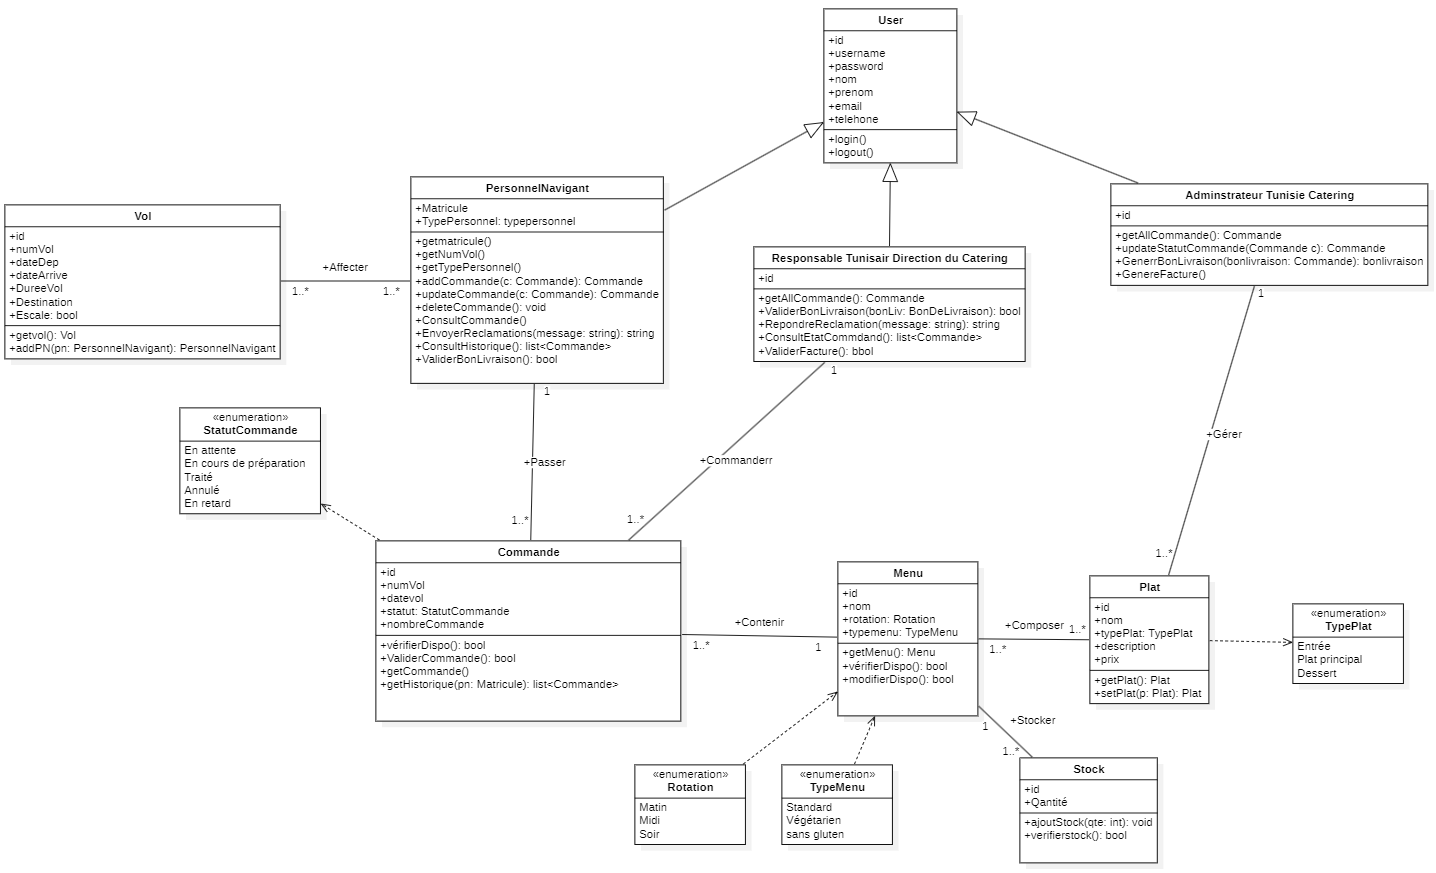 User
+id
+username
+password
+nom
+prenom
+email
+telehone
+login()
+logout()
PersonnelNavigant
+Matricule
+TypePersonnel: typepersonnel
+getmatricule()
+getNumVol()
+getTypePersonnel()
+addCommande(c: Commande): Commande
+updateCommande(c: Commande): Commande
+deleteCommande(): void
+ConsultCommande()
+EnvoyerReclamations(message: string): string
+ConsultHistorique(): list<Commande>
+ValiderBonLivraison(): bool
Adminstrateur Tunisie Catering
+id
+getAllCommande(): Commande
+updateStatutCommande(Commande c): Commande
+GenerrBonLivraison(bonlivraison: Commande): bonlivraison
+GenereFacture()
Vol
+id
+numVol
+dateDep
+dateArrive
+DureeVol
+Destination
+Escale: bool
+getvol(): Vol
+addPN(pn: PersonnelNavigant): PersonnelNavigant
+Affecter
1..*
1..*
Responsable Tunisair Direction du Catering
+id
+getAllCommande(): Commande
+ValiderBonLivraison(bonLiv: BonDeLivraison): bool
+RepondreReclamation(message: string): string
+ConsultEtatCommdand(): list<Commande>
+ValiderFacture(): bbol
1
1
1
«enumeration»
StatutCommande
En attente
En cours de préparation
Traité
Annulé
En retard
+Passer
+Commanderr
+Gérer
1..*
1..*
1..*
Commande
+id
+numVol
+datevol
+statut: StatutCommande
+nombreCommande
+vérifierDispo(): bool
+ValiderCommande(): bool
+getCommande()
+getHistorique(pn: Matricule): list<Commande>
+Contenir
1..*
1
Menu
+id
+nom
+rotation: Rotation
+typemenu: TypeMenu
+getMenu(): Menu
+vérifierDispo(): bool
+modifierDispo(): bool
+Composer
1..*
1..*
Plat
+id
+nom
+typePlat: TypePlat
+description
+prix
+getPlat(): Plat
+setPlat(p: Plat): Plat
«enumeration»
TypePlat
Entrée
Plat principal
Dessert
+Stocker
1
1..*
«enumeration»
Rotation
Matin
Midi
Soir
«enumeration»
TypeMenu
Standard
Végétarien
sans gluten
Stock
+id
+Qantité
+ajoutStock(qte: int): void
+verifierstock(): bool